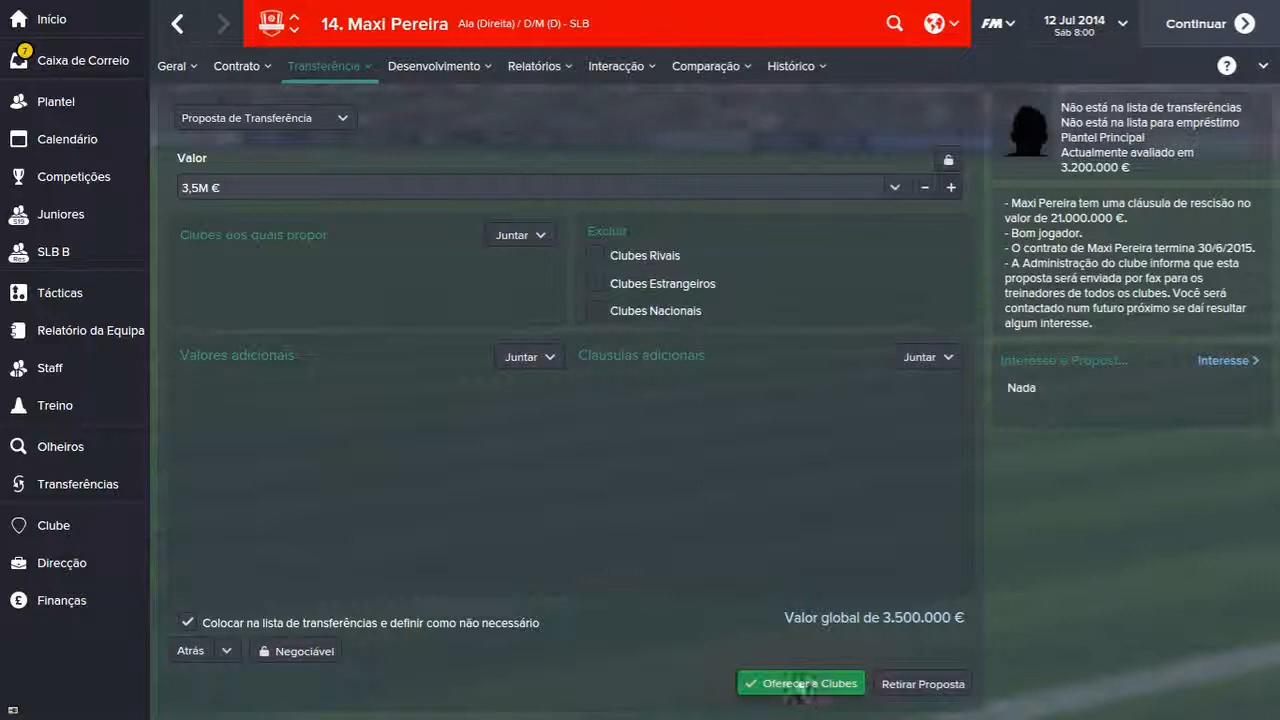 Início
7
Caixa de Correio
Plantel
Calendário
Competições
Juniores
SLB B
Tácticas
Relatório da Equipa
Staff
Treino
Olheiros
Transferências
Clube
Direcção
Finanças
14. Maxi Pereira Ala (Direita) / D/M (D) - SLB
FM
12 Jul 2014
Sáb 8:00
Continuar
Geral
Contrato
Transferência
Desenvolvimento
Relatórios
Interacção
Comparação
Histórico
?
Proposta de Transferência
Valor
3,5M €
Clubes aos quais propor
Juntar
Excluir
Clubes Rivais
Clubes Estrangeiros
Clubes Nacionais
Valores adicionais
Juntar
Clausulas adicionais
Juntar
Colocar na lista de transferências e definir como não necessário
Valor global de 3.500.000 €
Atrás
Negociável
Oferecer a Clubes
Retirar Proposta
Não está na lista de transferências
Não está na lista para empréstimo
Plantel Principal
Actualmente avaliado em
3.200.000 €
- Maxi Pereira tem uma cláusula de rescisão no
valor de 21.000.000 €.
- Bom jogador.
- O contrato de Maxi Pereira termina 30/6/2015.
- A Administração do clube informa que esta
proposta será enviada por fax para os
treinadores de todos os clubes. Você será
contactado num futuro próximo se daí resultar
algum interesse.
Interesse e Propost...
Interesse >
Nada